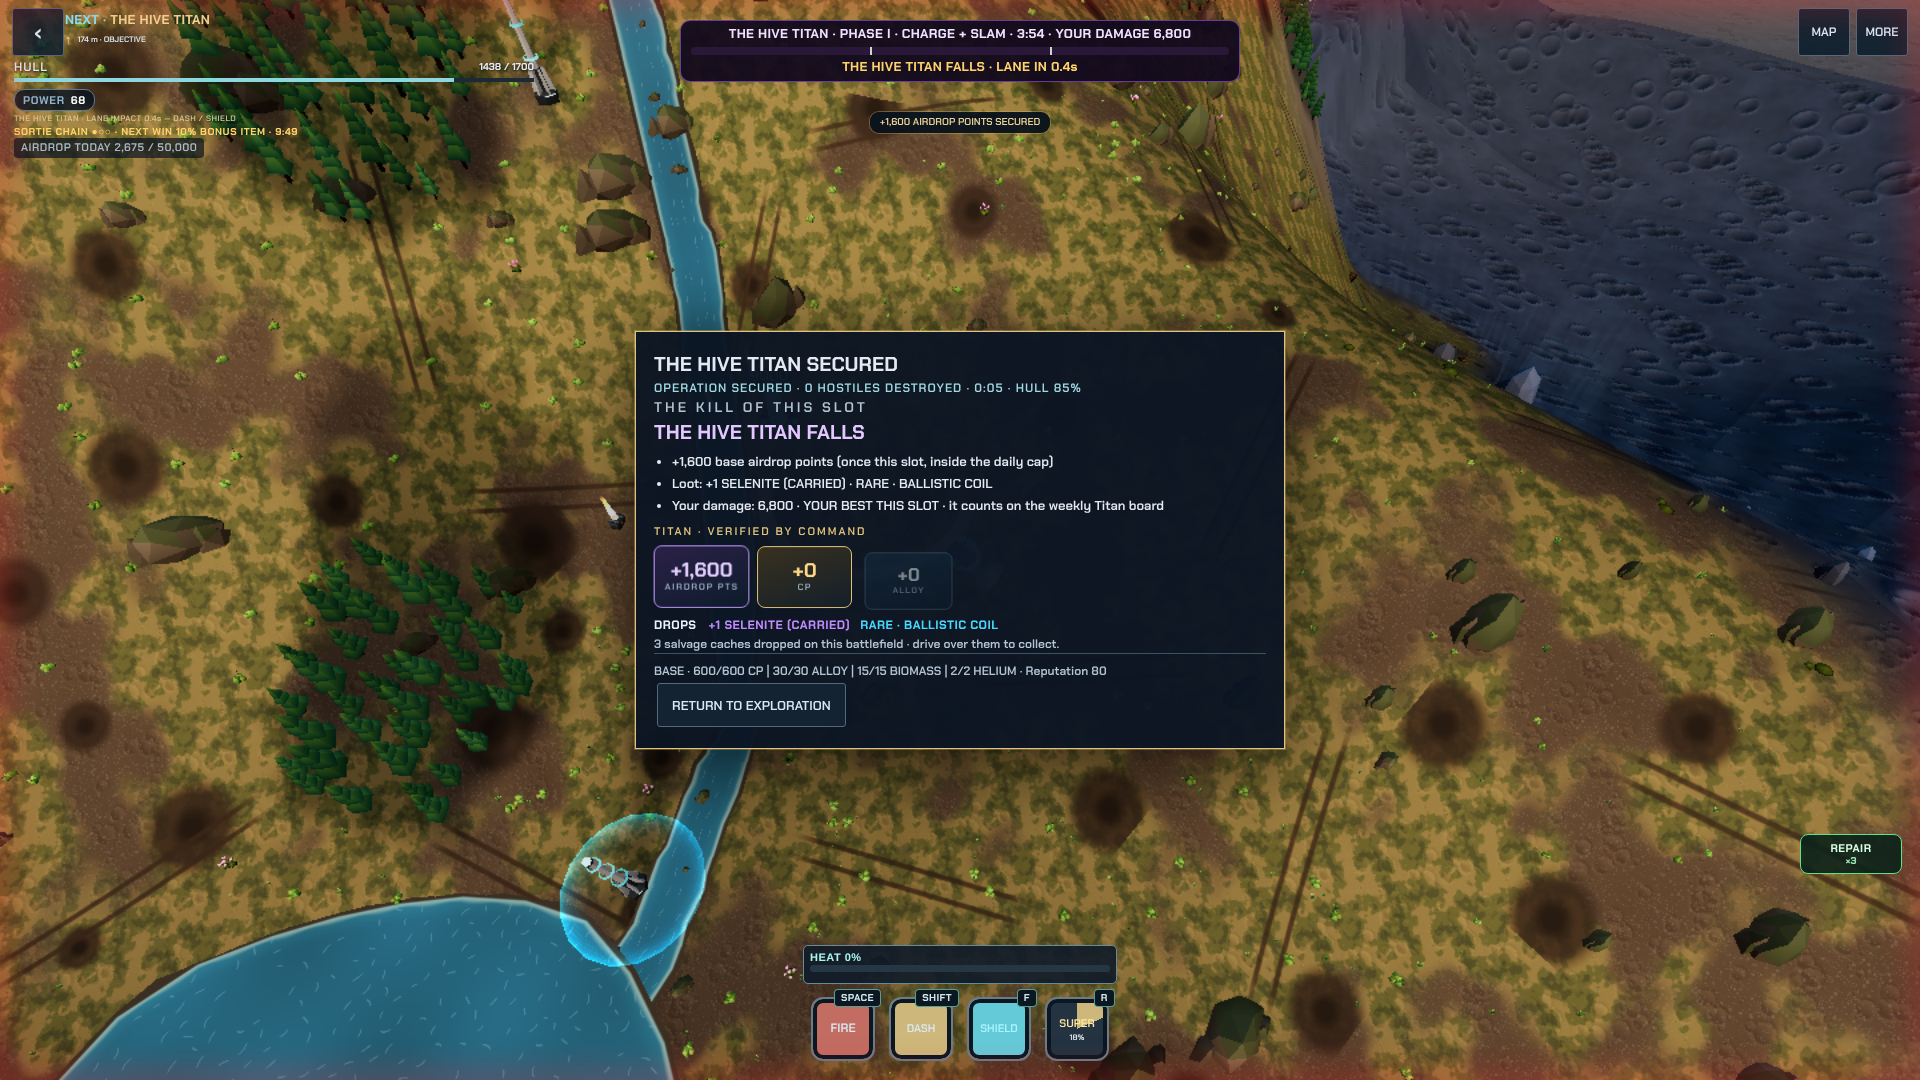 NEXT · THE HIVE TITAN
174 m · OBJECTIVE
HULL 1438 / 1700
POWER 68
THE HIVE TITAN · LANE IMPACT 0.4s — DASH / SHIELD
SORTIE CHAIN ●○○ · NEXT WIN 10% BONUS ITEM · 9:49
AIRDROP TODAY 2,675 / 50,000
THE HIVE TITAN · PHASE I · CHARGE + SLAM · 3:54 · YOUR DAMAGE 6,800
THE HIVE TITAN FALLS · LANE IN 0.4s
+1,600 AIRDROP POINTS SECURED
MAP
MORE
THE HIVE TITAN SECURED
OPERATION SECURED · 0 HOSTILES DESTROYED · 0:05 · HULL 85%
THE KILL OF THIS SLOT
THE HIVE TITAN FALLS
• +1,600 base airdrop points (once this slot, inside the daily cap)
• Loot: +1 SELENITE (CARRIED) · RARE · BALLISTIC COIL
• Your damage: 6,800 · YOUR BEST THIS SLOT · it counts on the weekly Titan board
TITAN · VERIFIED BY COMMAND
+1,600
AIRDROP PTS
+0
CP
+0
ALLOY
DROPS +1 SELENITE (CARRIED) RARE · BALLISTIC COIL
3 salvage caches dropped on this battlefield · drive over them to collect.
BASE · 600/600 CP | 30/30 ALLOY | 15/15 BIOMASS | 2/2 HELIUM · Reputation 80
RETURN TO EXPLORATION
REPAIR
×3
HEAT 0%
SPACE
FIRE
SHIFT
DASH
F
SHIELD
R
SUPER
18%